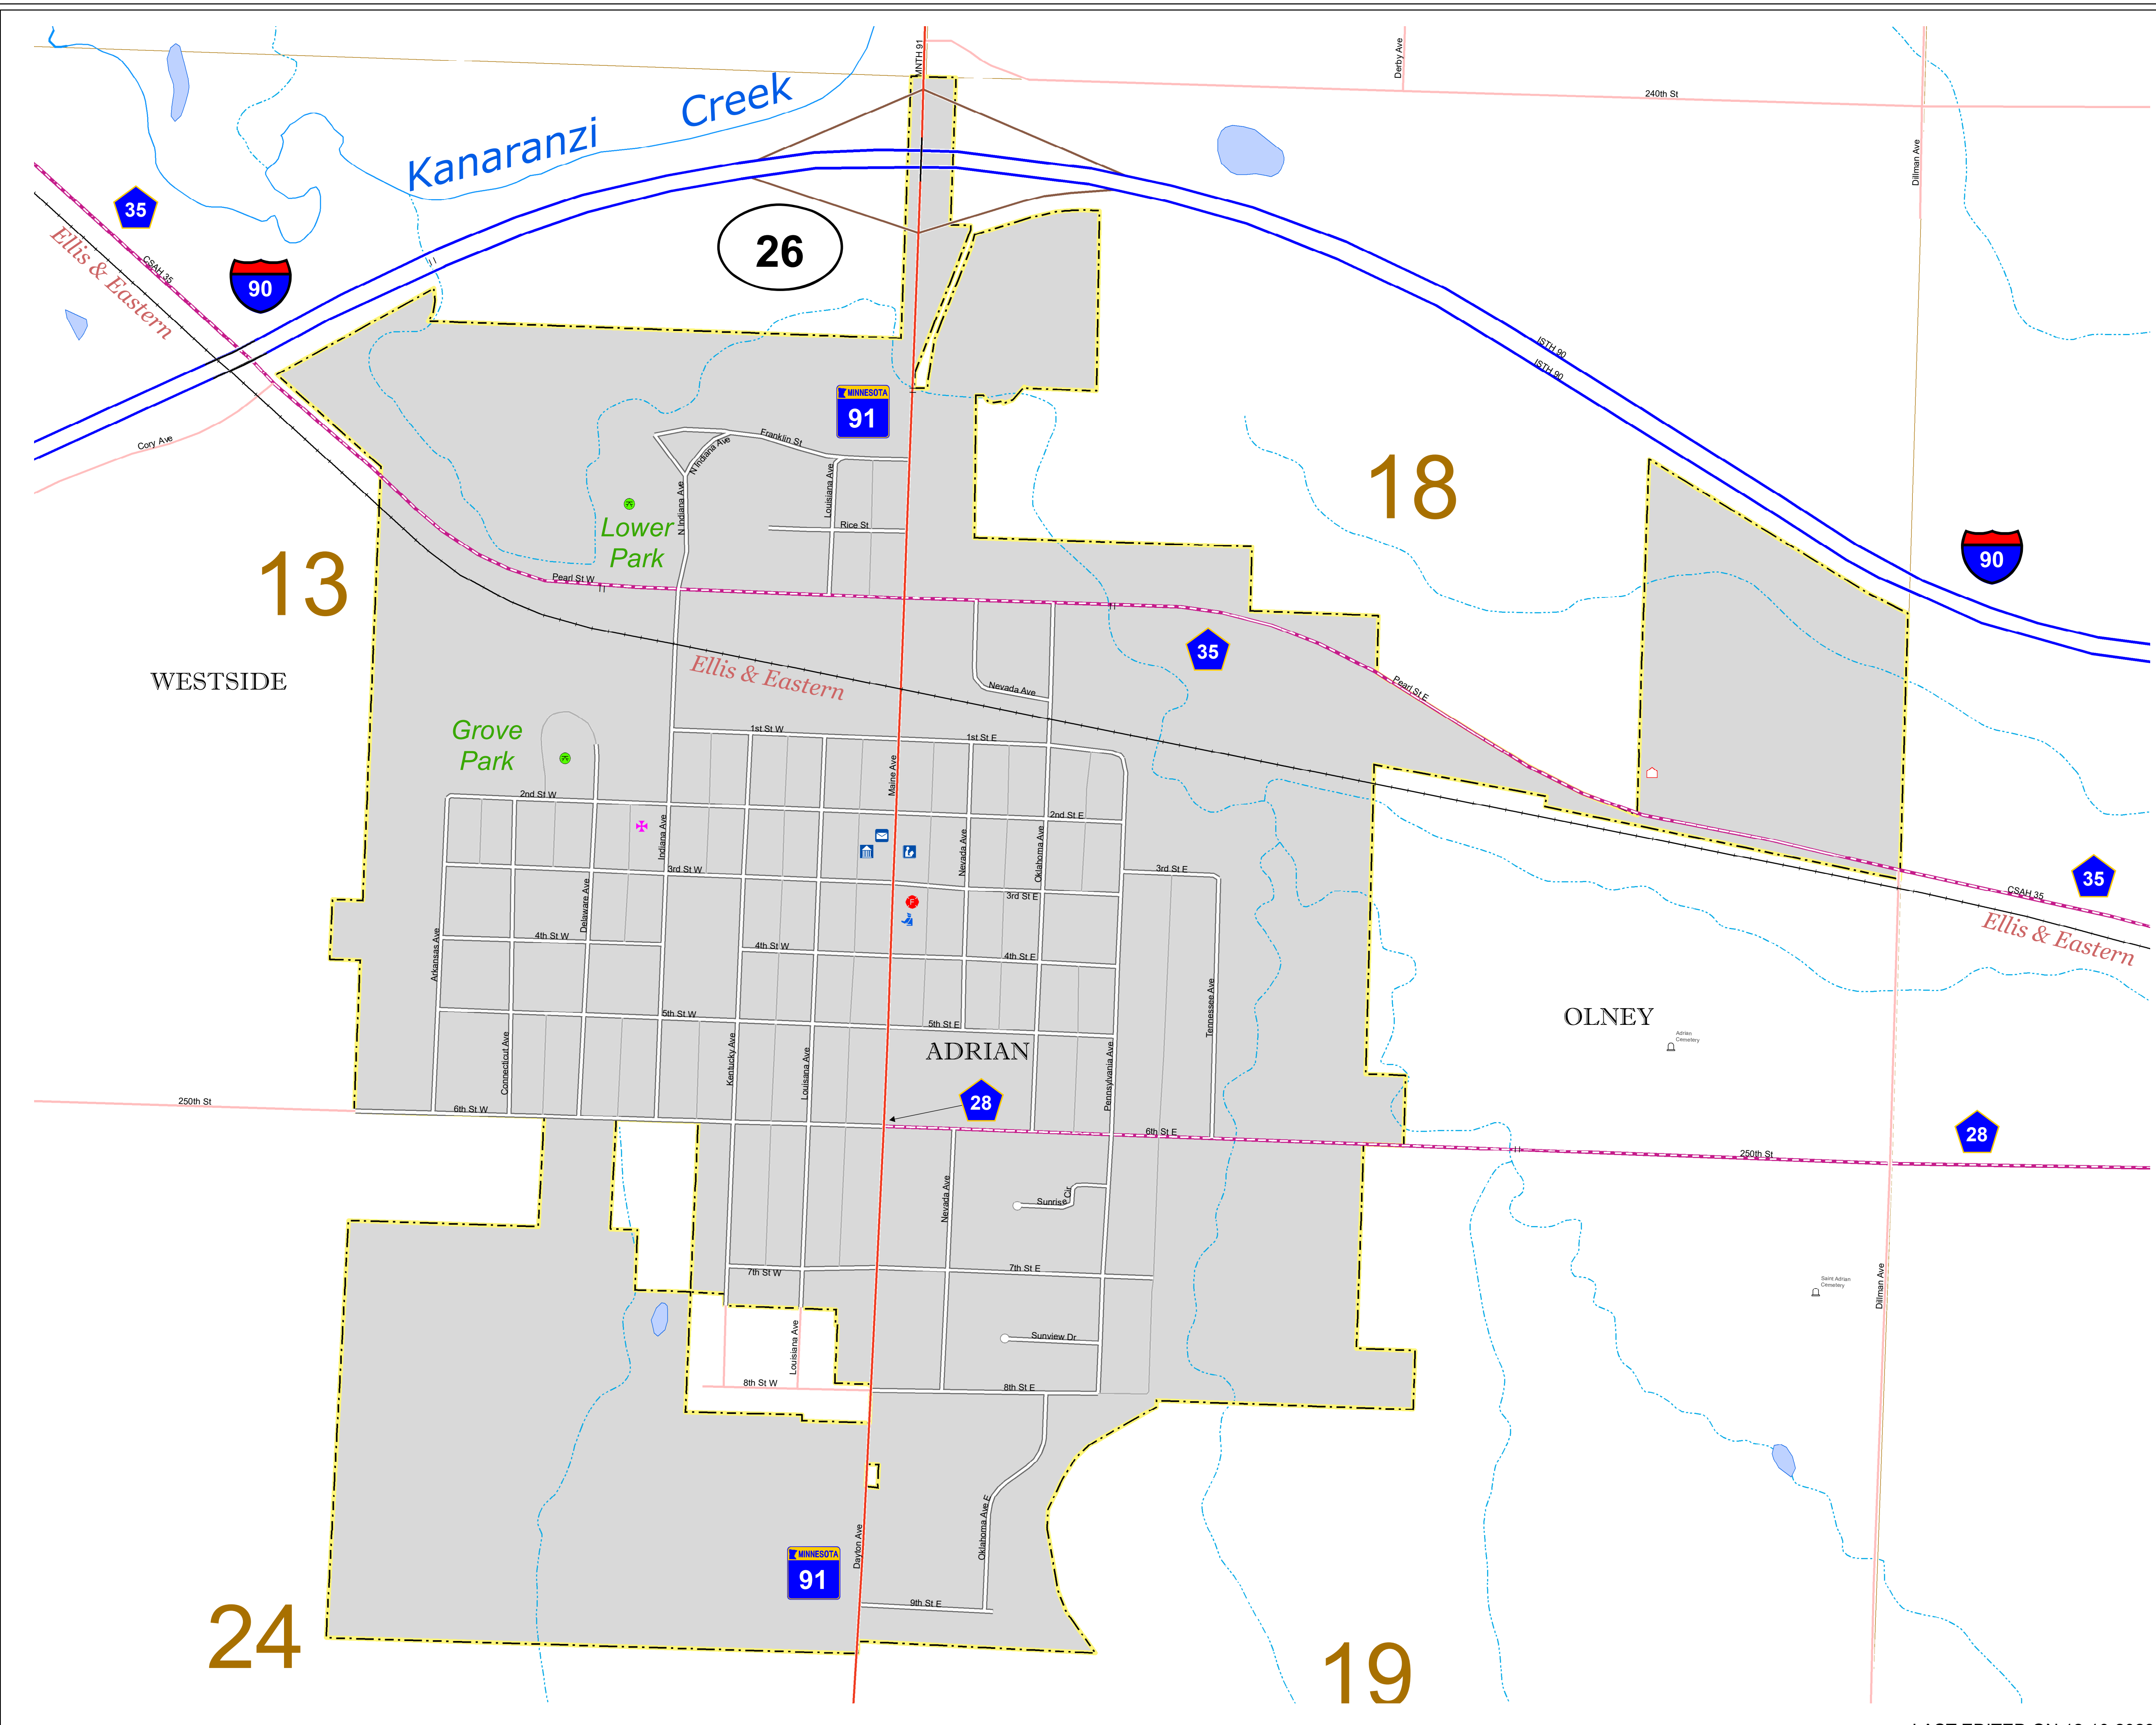 MNTH 91
Derby Ave
240th St
Kanaranzi Creek
Dillman Ave
35
CSAH 35
Ellis & Eastern
90
26
ISTH 90
ISTH 90
MINNESOTA
91
Cory Ave
Franklin St
N Indiana Ave
N Indiana Ave
Louisiana Ave
Rice St
Lower
Park
18
90
13
Pearl St W
35
WESTSIDE
Ellis & Eastern
Nevada Ave
Pearl St E
Grove
Park
1st St W
1st St E
Maine Ave
2nd St W
2nd St E
Indiana Ave
Nevada Ave
Oklahoma Ave
3rd St W
3rd St E
3rd St E
35
CSAH 35
Ellis & Eastern
F
Delaware Ave
Arkansas Ave
4th St W
4th St W
4th St E
Tennessee Ave
5th St W
5th St E
OLNEY
Adrian
Cemetery
ADRIAN
Connecticut Ave
Kentucky Ave
Louisana Ave
Pennsylvania Ave
28
250th St
6th St W
6th St E
28
250th St
Nevada Ave
Sunrise Cir
7th St W
7th St E
Saint Adrian
Cemetery
Dillman Ave
Louisiana Ave
Sunview Dr
8th St W
8th St E
Oklahoma Ave E
Dayton Ave
MINNESOTA
91
9th St E
24
19